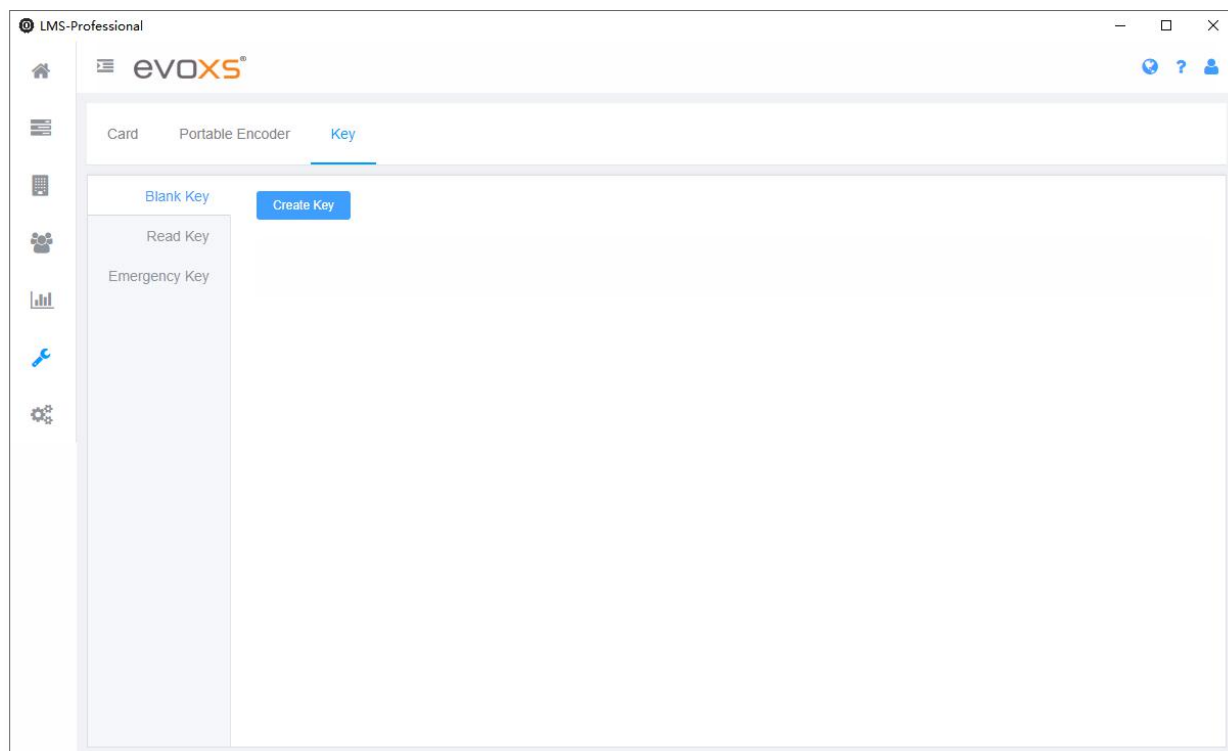 LMS-Professional
evoxs®
?
Card Portable Encoder Key
Blank Key
Create Key
Read Key
Emergency Key